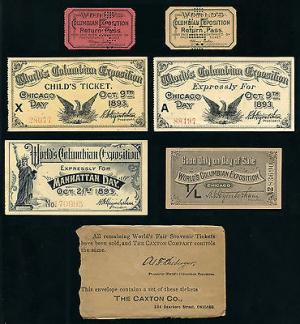 WORLD'S
COLUMBIAN EXPOSITION
Return Pass.
WORLD'S
COLUMBIAN EXPOSITION
Return Pass.
World's Columbian Exposition
CHILD'S TICKET.
CHICAGO DAY
OCT. 9TH 1893.
X
World's Columbian Exposition
Expressly For
CHICAGO DAY
OCT. 9TH 1893.
A
World's Columbian Exposition
EXPRESSLY FOR
MANHATTAN DAY
OCT. 21ST 1893.
No.
Good Only on Day of Sale
WORLD'S COLUMBIAN EXPOSITION
CHICAGO
1/L
All remaining World's Fair Souvenir Tickets
have been sold, and THE CAXTON COMPANY controls
the same.
This envelope contains a set of these tickets
THE CAXTON CO.,
CHICAGO.